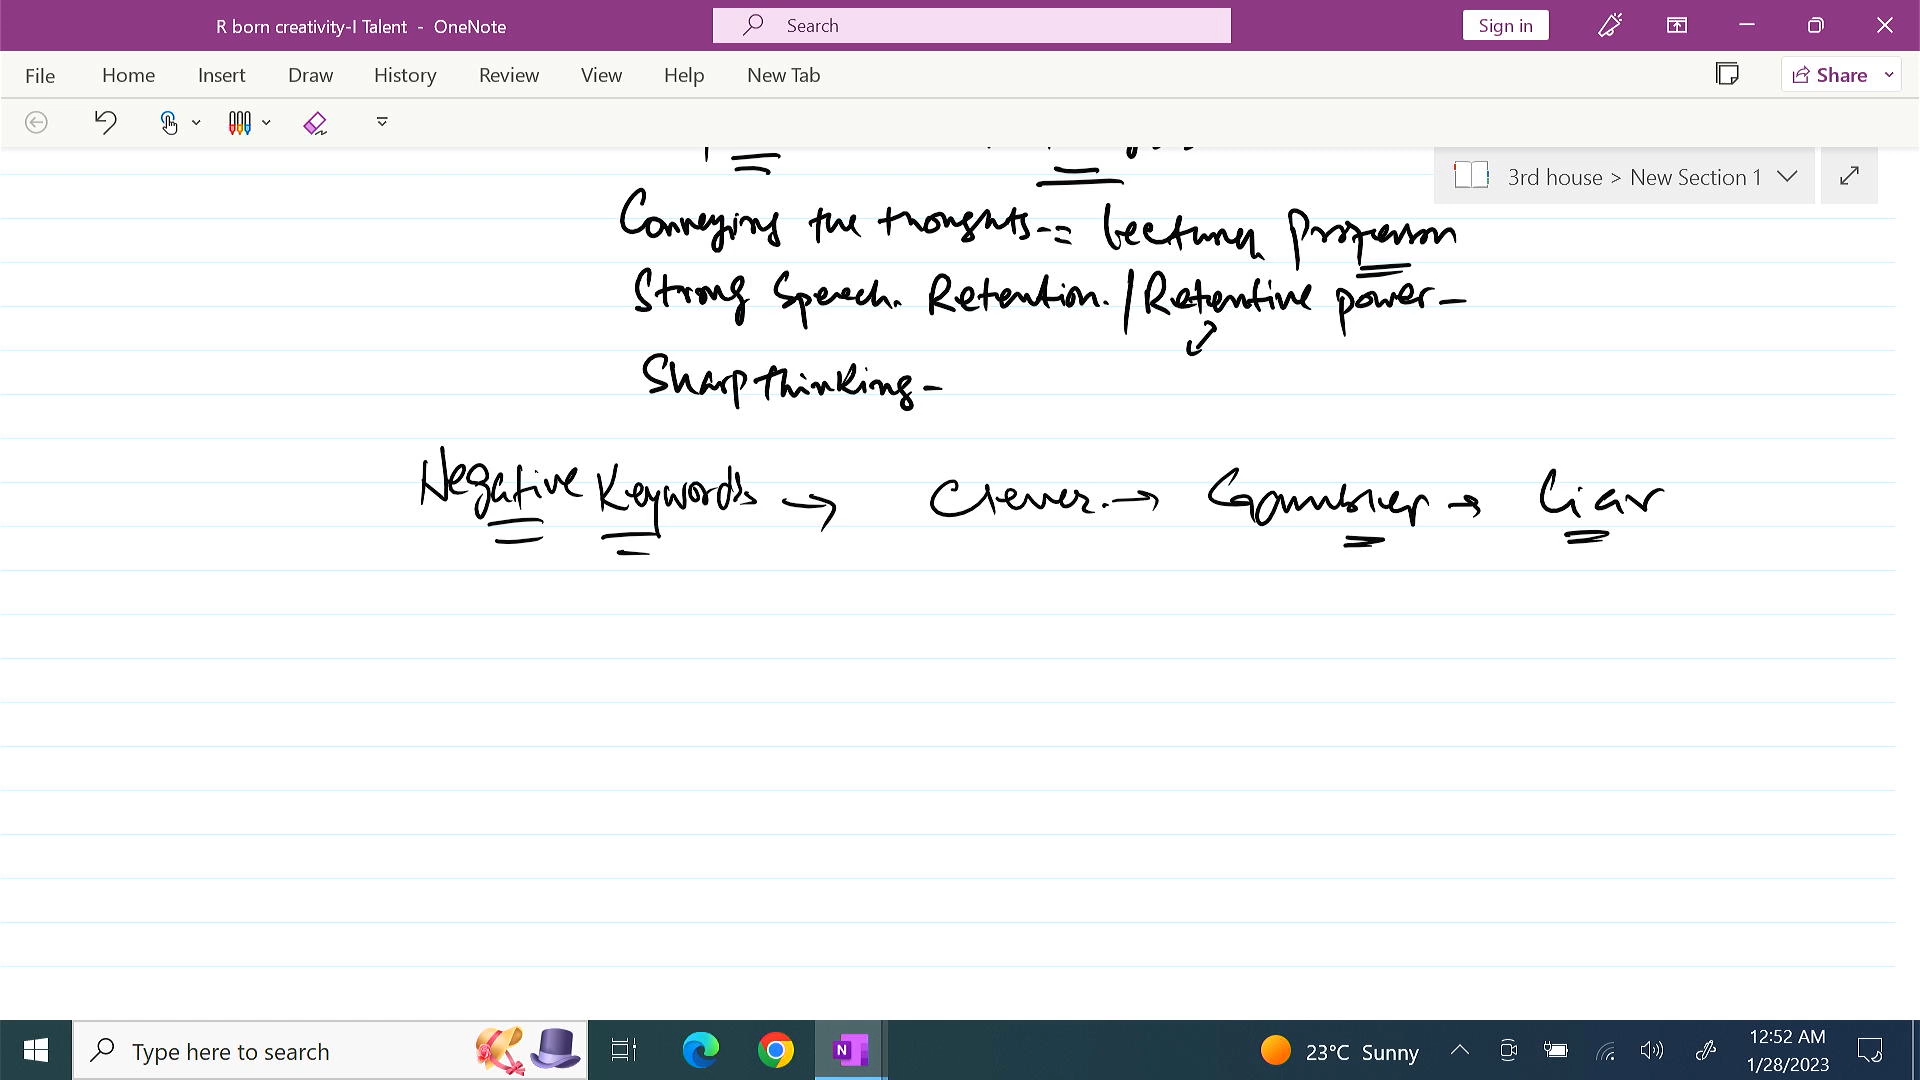 R born creativity-I Talent - OneNote
Search
Sign in
File Home Insert Draw History Review View Help New Tab
Share
3rd house > New Section 1
Conveying the thoughts -= Lecturer, Professor
Strong Speech. Retention. / Retentive power -
Sharp thinking -
Negative Keywords → Clever. → Gambler → Liar
Type here to search
23°C Sunny
12:52 AM
1/28/2023